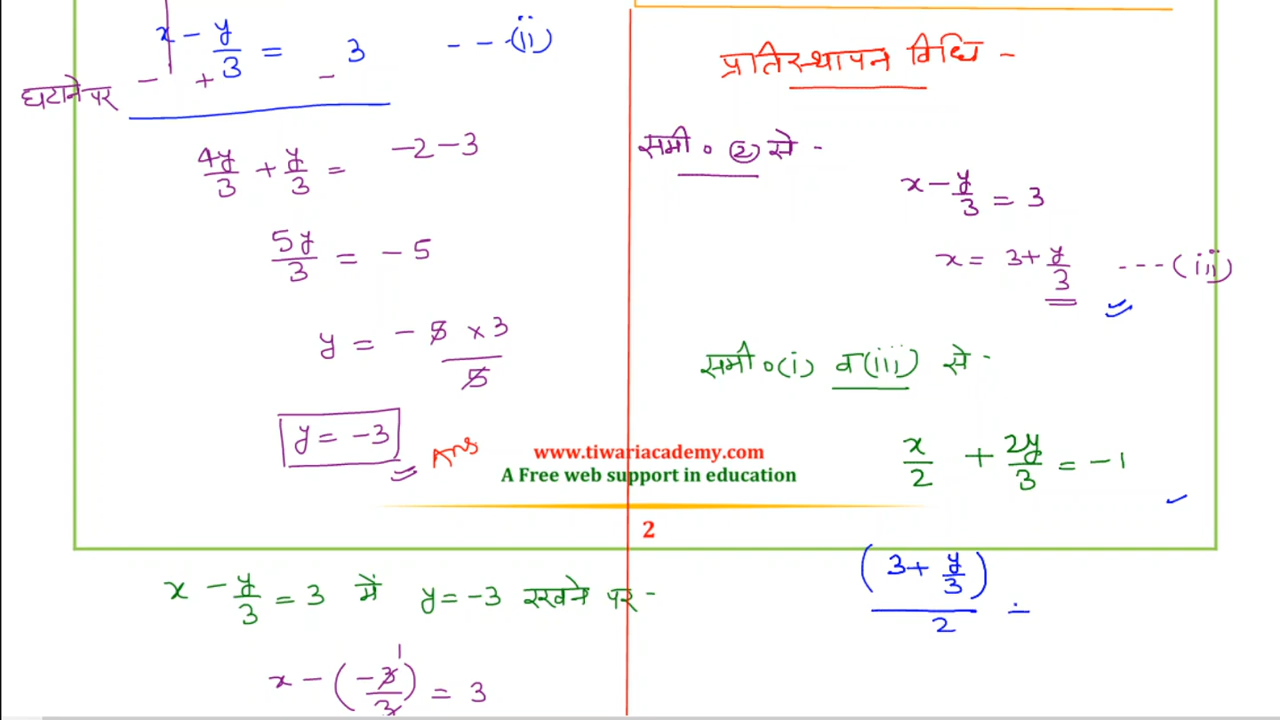 x - y/3 = 3 --- (ii)
घटाने पर - + -
4y/3 + y/3 = -2-3
5y/3 = -5
y = -5 × 3/5
y = -3 Ans
x - y/3 = 3 में y = -3 रखने पर -
x - (-3/3) = 3
1
प्रतिस्थापन विधि -
समी० (2) से -
x - y/3 = 3
x = 3 + y/3 --- (iii)
समी० (i) व (iii) से -
x/2 + 2y/3 = -1
(3 + y/3)/2
www.tiwariacademy.com
A Free web support in education
2